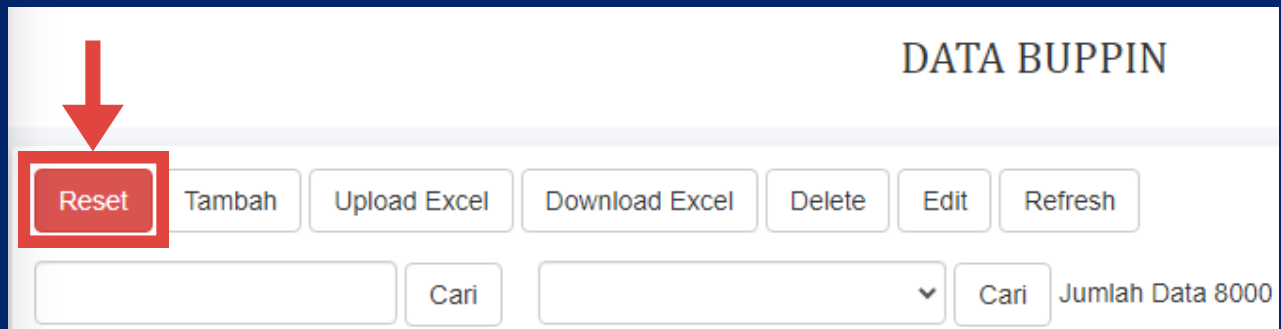 DATA BUPPIN
Reset Tambah Upload Excel Download Excel Delete Edit Refresh
Cari Cari Jumlah Data 8000